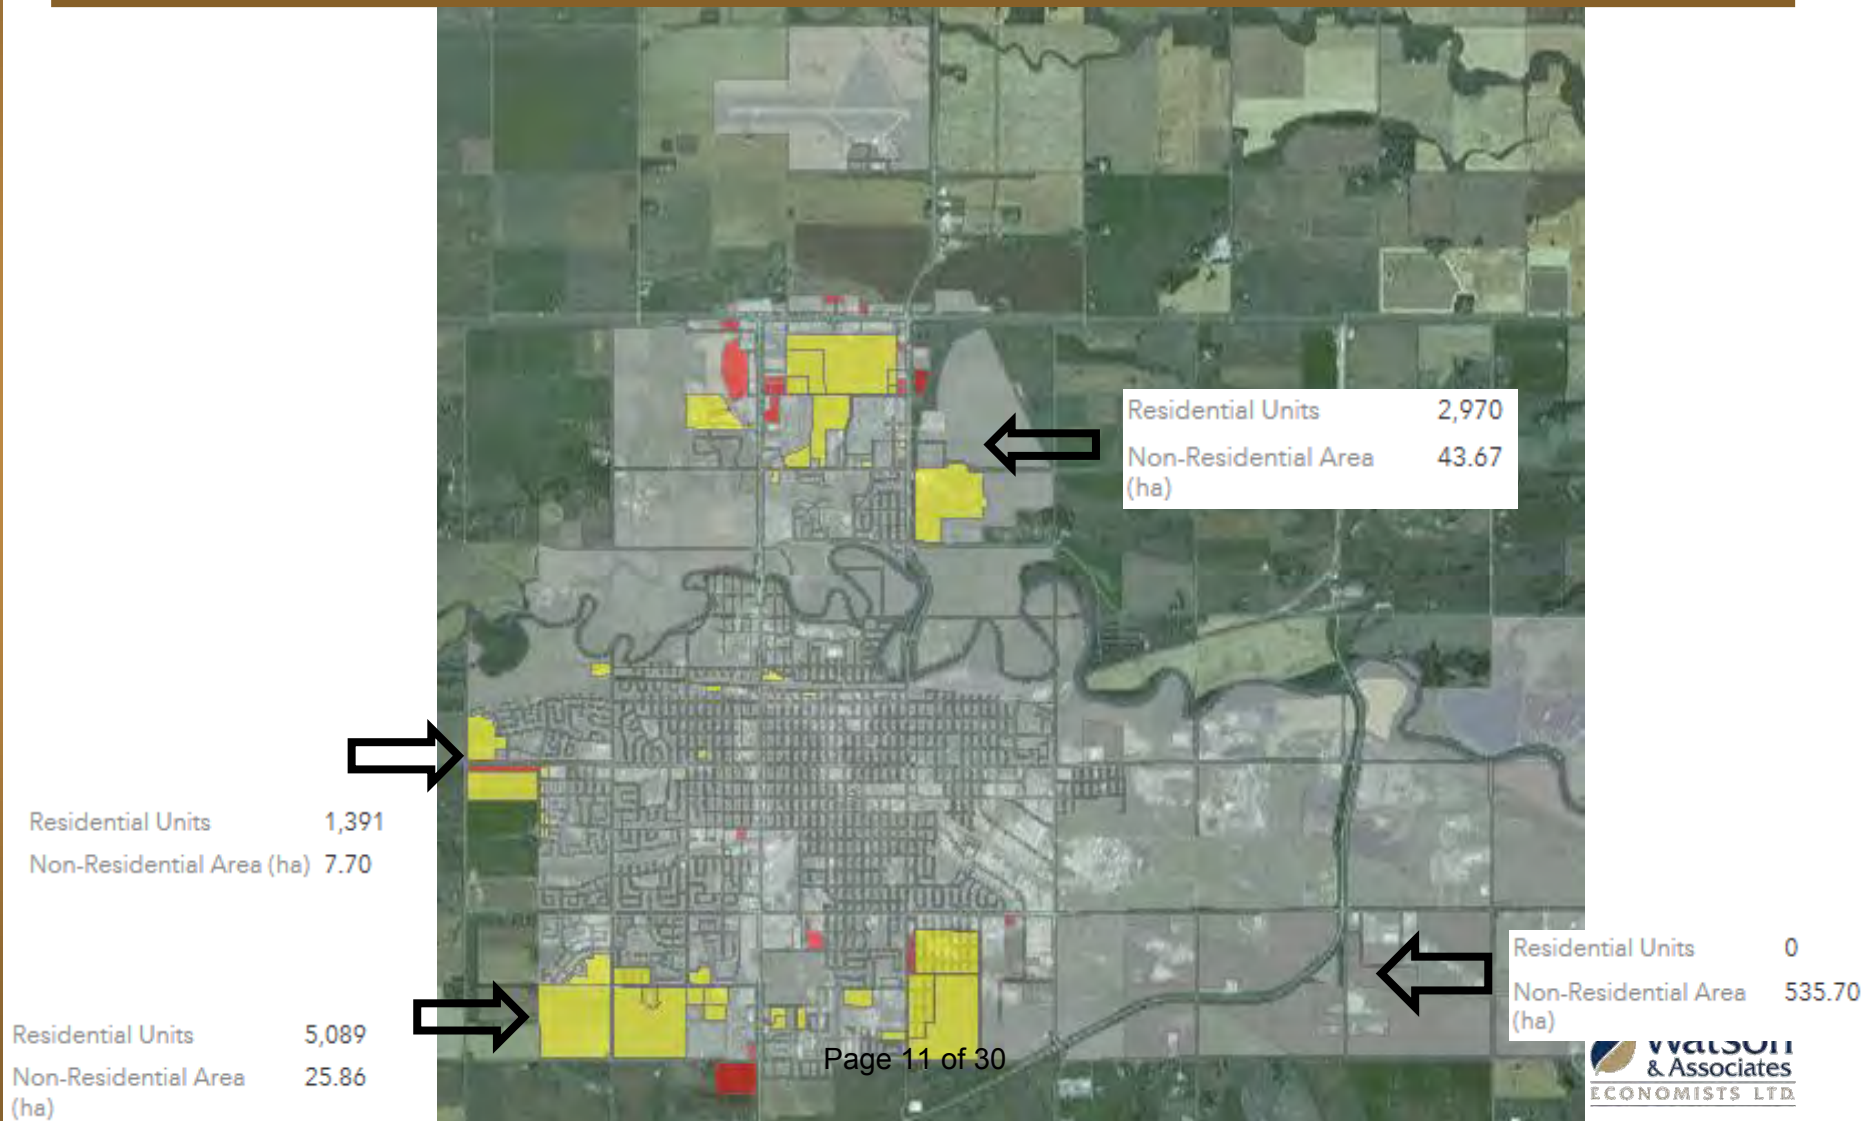 Residential Units 2,970
Non-Residential Area 43.67
(ha)
Residential Units 1,391
Non-Residential Area (ha) 7.70
Residential Units 0
Non-Residential Area 535.70
(ha)
Residential Units 5,089
Non-Residential Area 25.86
(ha)
Page 11 of 30
Watson
& Associates
ECONOMISTS LTD.